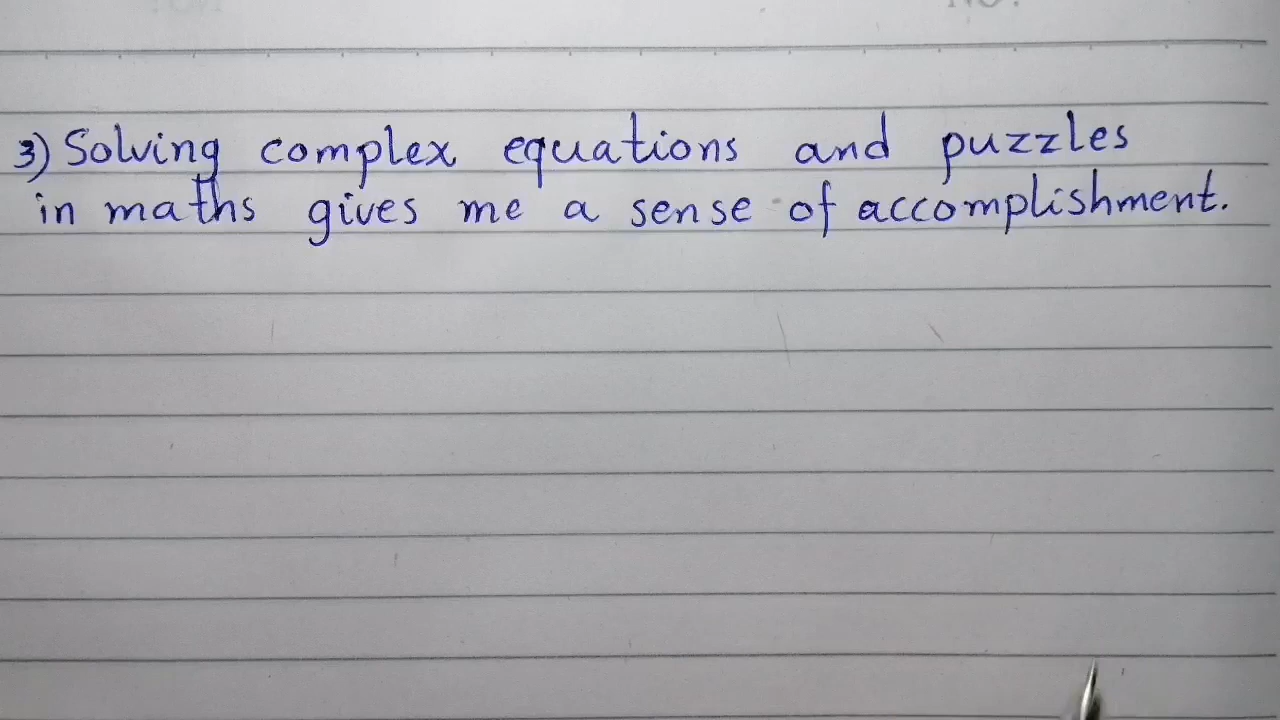 3) Solving complex equations and puzzles
in maths gives me a sense of accomplishment.